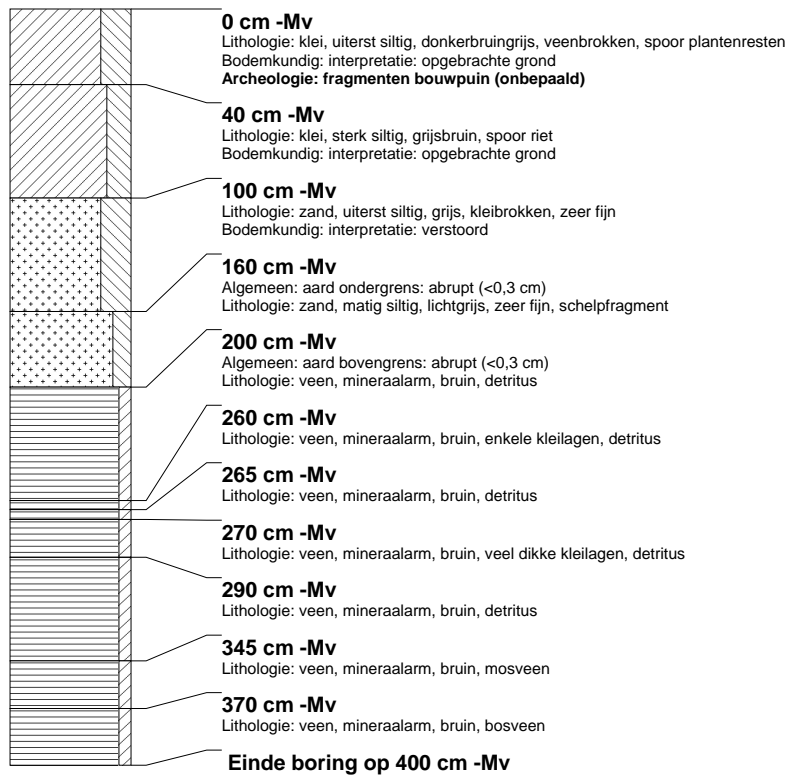 0 cm -Mv
Lithologie: klei, uiterst siltig, donkerbruingrijs, veenbrokken, spoor plantenresten
Bodemkundig: interpretatie: opgebrachte grond
Archeologie: fragmenten bouwpuin (onbepaald)
40 cm -Mv
Lithologie: klei, sterk siltig, grijsbruin, spoor riet
Bodemkundig: interpretatie: opgebrachte grond
100 cm -Mv
Lithologie: zand, uiterst siltig, grijs, kleibrokken, zeer fijn
Bodemkundig: interpretatie: verstoord
160 cm -Mv
Algemeen: aard ondergrens: abrupt (<0,3 cm)
Lithologie: zand, matig siltig, lichtgrijs, zeer fijn, schelpfragment
200 cm -Mv
Algemeen: aard bovengrens: abrupt (<0,3 cm)
Lithologie: veen, mineraalarm, bruin, detritus
260 cm -Mv
Lithologie: veen, mineraalarm, bruin, enkele kleilagen, detritus
265 cm -Mv
Lithologie: veen, mineraalarm, bruin, detritus
270 cm -Mv
Lithologie: veen, mineraalarm, bruin, veel dikke kleilagen, detritus
290 cm -Mv
Lithologie: veen, mineraalarm, bruin, detritus
345 cm -Mv
Lithologie: veen, mineraalarm, bruin, mosveen
370 cm -Mv
Lithologie: veen, mineraalarm, bruin, bosveen
Einde boring op 400 cm -Mv